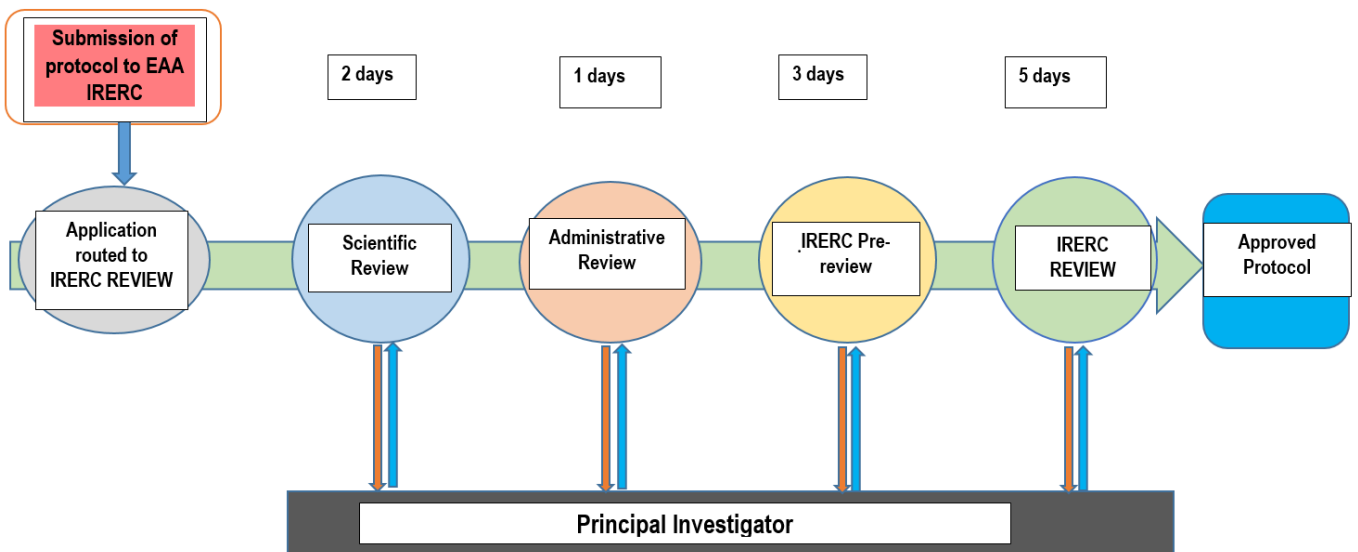 Submission of
protocol to EAA
IRERC
2 days
1 days
3 days
5 days
Application
routed to
IRERC REVIEW
Scientific
Review
Administrative
Review
.IRERC Pre-
review
IRERC
REVIEW
Approved
Protocol
Principal Investigator